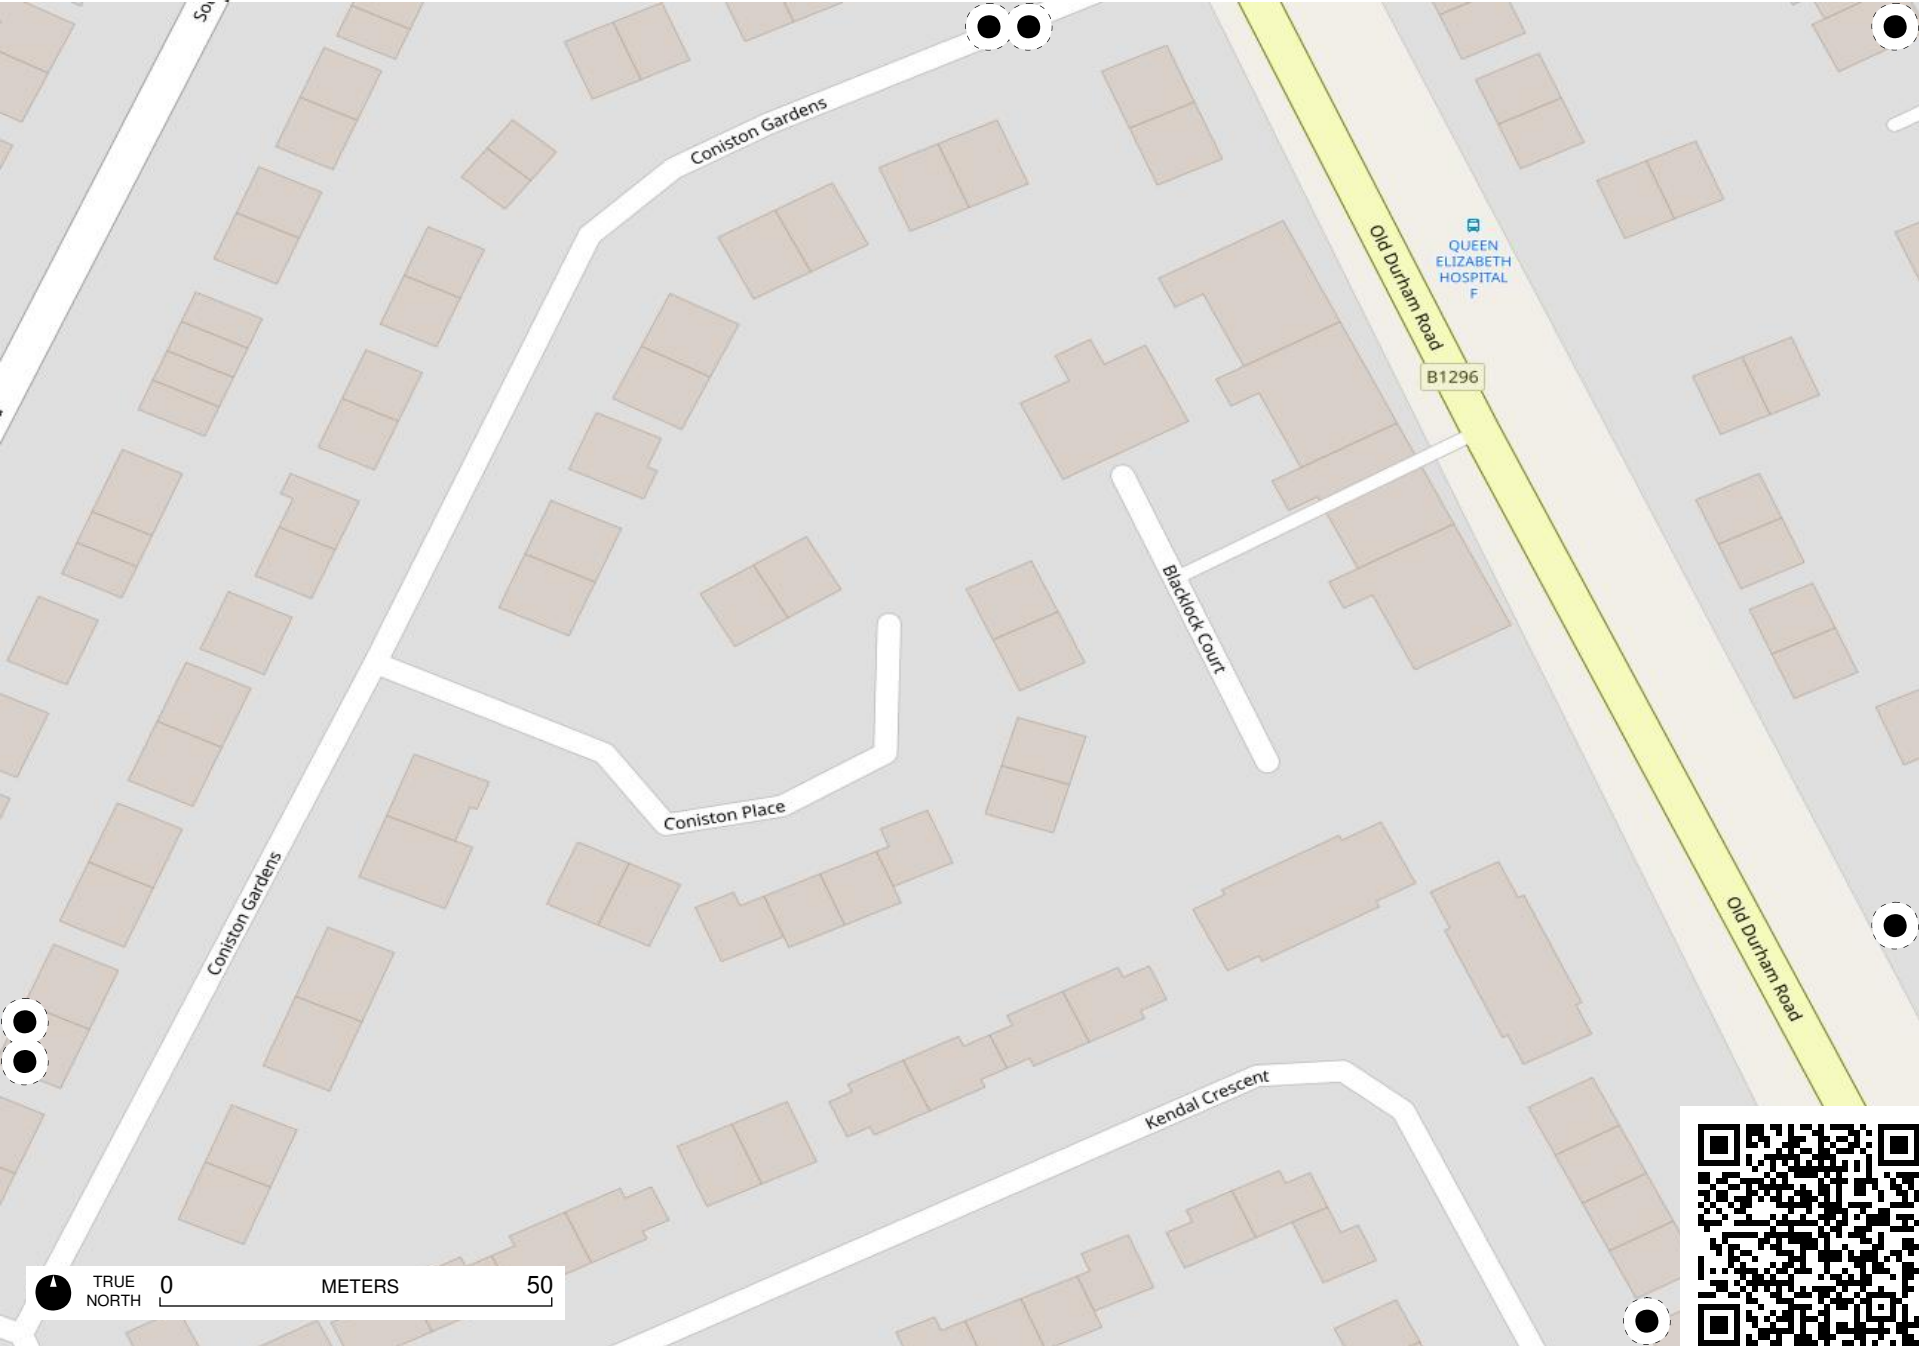 Coniston Gardens
Old Durham Road
QUEEN
ELIZABETH
HOSPITAL
F
B1296
Blacklock Court
Coniston Place
Coniston Gardens
Old Durham Road
Kendal Crescent
TRUE
NORTH
0
METERS
50